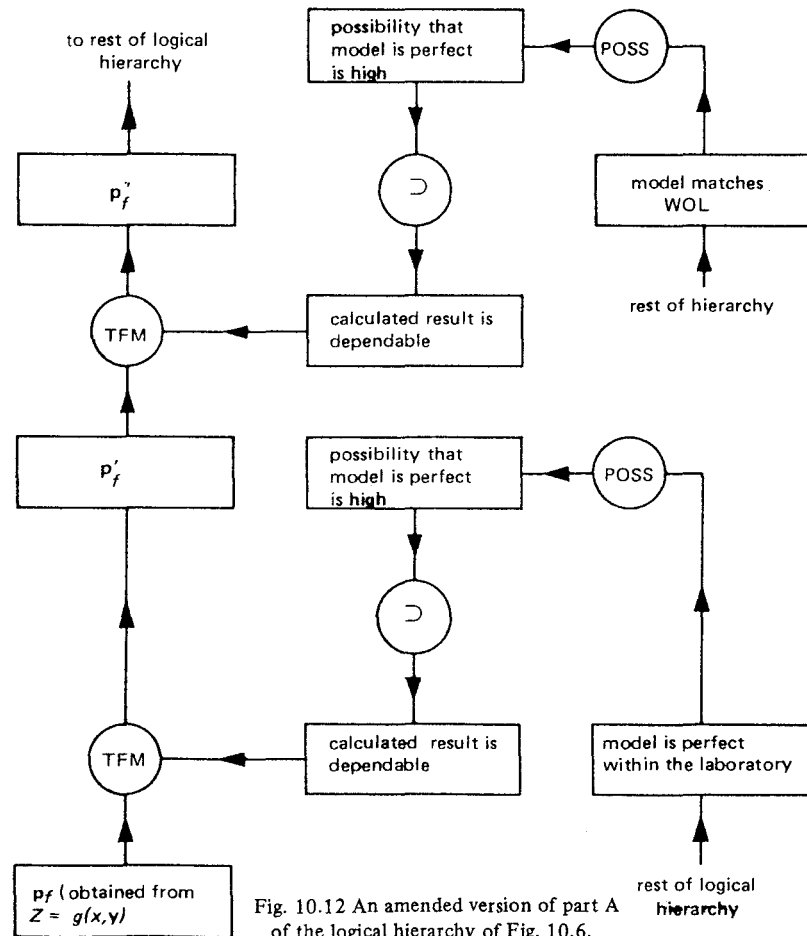 to rest of logical
hierarchy
possibility that
model is perfect
is high
POSS
p″f
⊃
model matches
WOL
rest of hierarchy
TFM
calculated result is
dependable
p′f
possibility that
model is perfect
is high
POSS
⊃
TFM
calculated result is
dependable
model is perfect
within the laboratory
pf (obtained from
Z = g(x,y)
rest of logical
hierarchy
Fig. 10.12 An amended version of part A
of the logical hierarchy of Fig. 10.6.